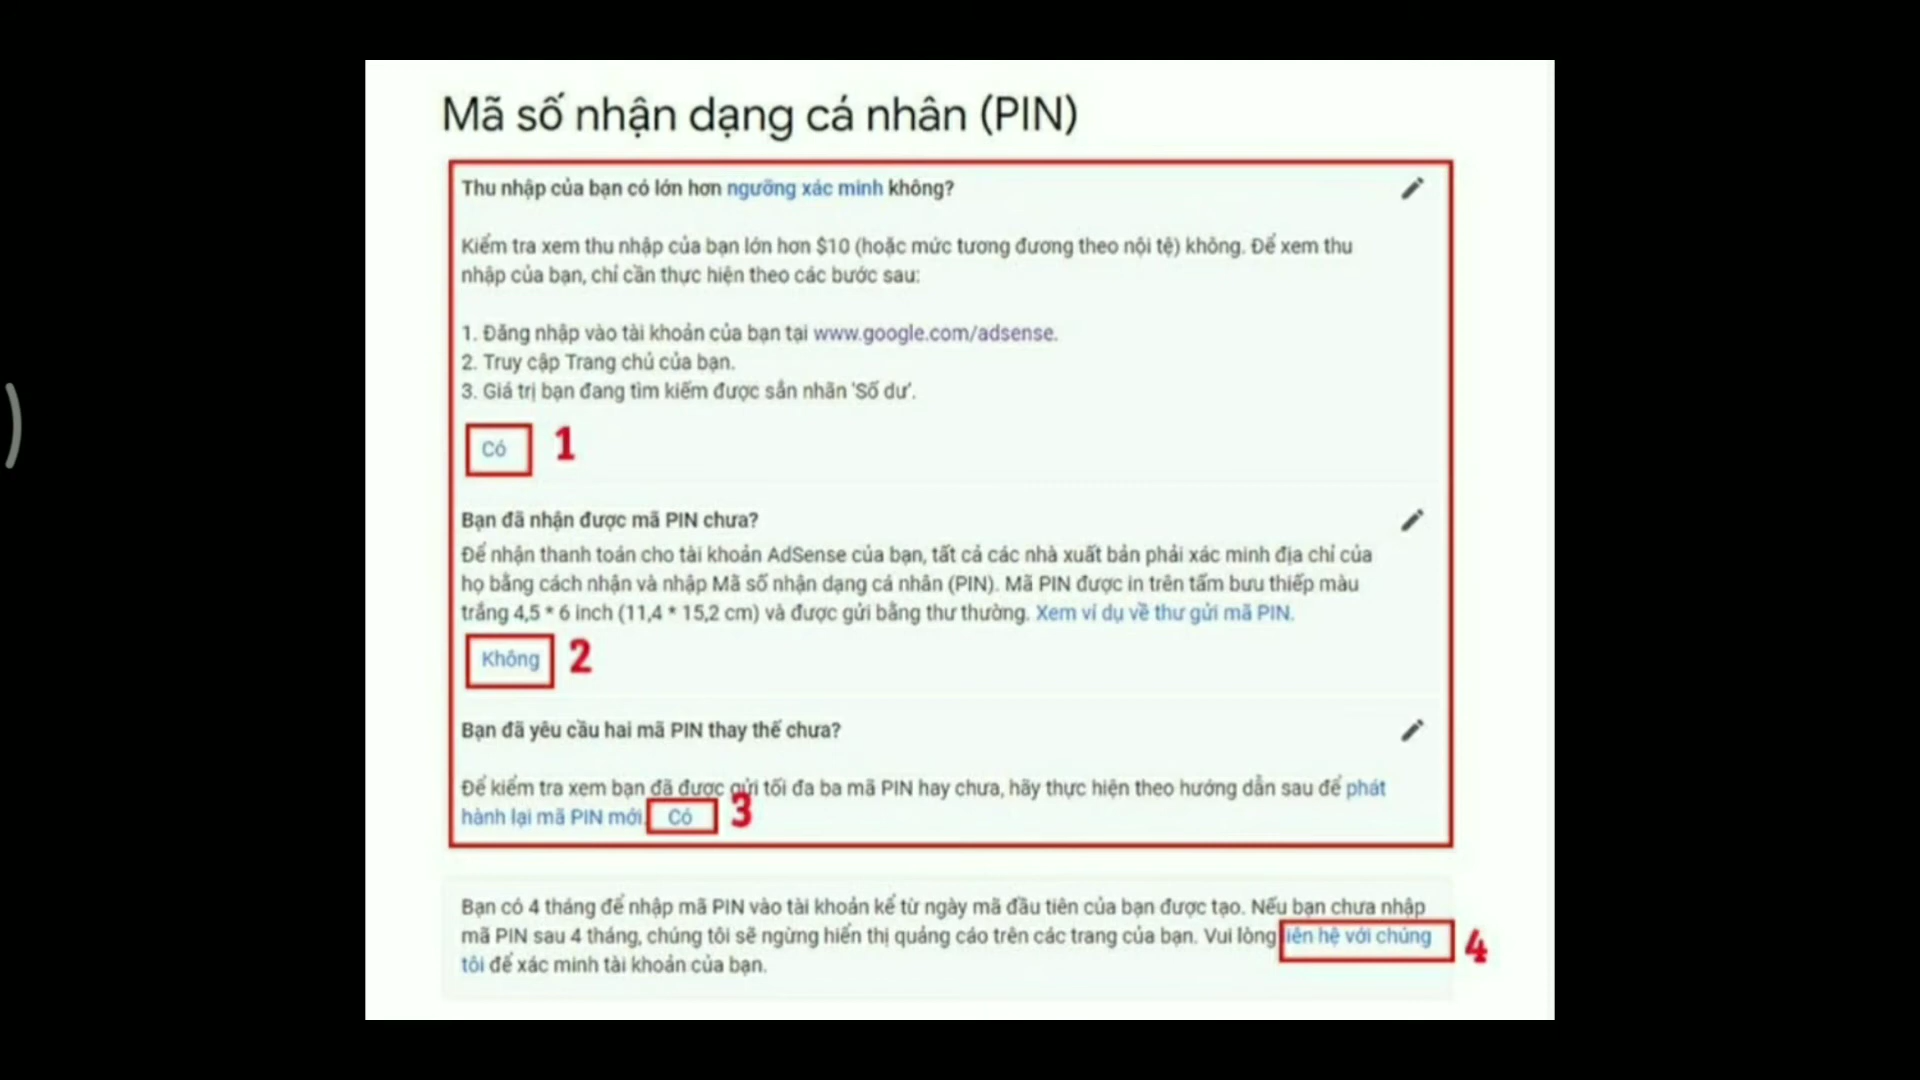 Mã số nhận dạng cá nhân (PIN)
Thu nhập của bạn có lớn hơn ngưỡng xác minh không?
Kiểm tra xem thu nhập của bạn lớn hơn $10 (hoặc mức tương đương theo nội tệ) không. Để xem thu
nhập của bạn, chỉ cần thực hiện theo các bước sau:
1. Đăng nhập vào tài khoản của bạn tại www.google.com/adsense.
2. Truy cập Trang chủ của bạn.
3. Giá trị bạn đang tìm kiếm được sẵn nhãn 'Số dư'.
Có 1
Bạn đã nhận được mã PIN chưa?
Để nhận thanh toán cho tài khoản AdSense của bạn, tất cả các nhà xuất bản phải xác minh địa chỉ của
họ bằng cách nhận và nhập Mã số nhận dạng cá nhân (PIN). Mã PIN được in trên tấm bưu thiếp màu
trắng 4,5 * 6 inch (11,4 * 15,2 cm) và được gửi bằng thư thường. Xem ví dụ về thư gửi mã PIN.
Không 2
Bạn đã yêu cầu hai mã PIN thay thế chưa?
Để kiểm tra xem bạn đã được gửi tối đa ba mã PIN hay chưa, hãy thực hiện theo hướng dẫn sau để phát
hành lại mã PIN mới. Có 3
Bạn có 4 tháng để nhập mã PIN vào tài khoản kể từ ngày mã đầu tiên của bạn được tạo. Nếu bạn chưa nhập
mã PIN sau 4 tháng, chúng tôi sẽ ngừng hiển thị quảng cáo trên các trang của bạn. Vui lòng liên hệ với chúng 4
tôi để xác minh tài khoản của bạn.